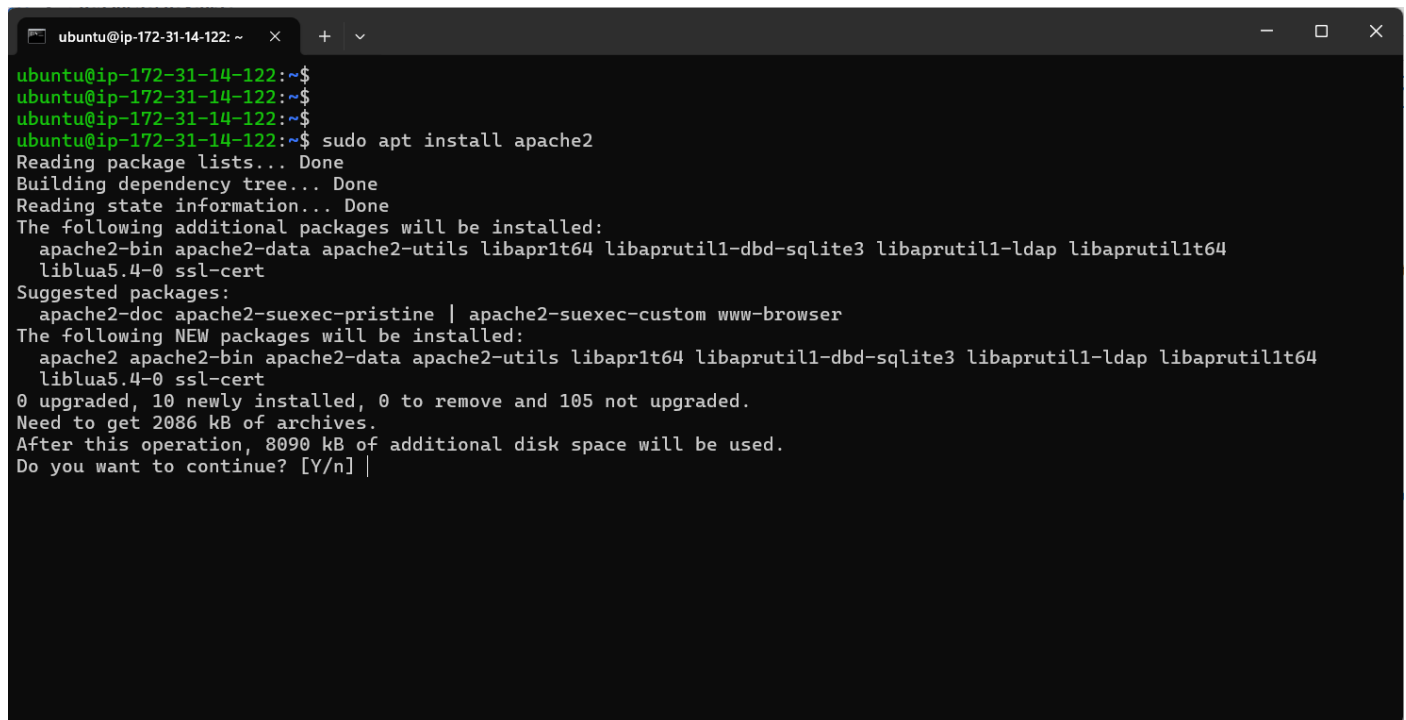 ubuntu@ip-172-31-14-122: ~
ubuntu@ip-172-31-14-122:~$
ubuntu@ip-172-31-14-122:~$
ubuntu@ip-172-31-14-122:~$
ubuntu@ip-172-31-14-122:~$ sudo apt install apache2
Reading package lists... Done
Building dependency tree... Done
Reading state information... Done
The following additional packages will be installed:
  apache2-bin apache2-data apache2-utils libapr1t64 libaprutil1-dbd-sqlite3 libaprutil1-ldap libaprutil1t64
  liblua5.4-0 ssl-cert
Suggested packages:
  apache2-doc apache2-suexec-pristine | apache2-suexec-custom www-browser
The following NEW packages will be installed:
  apache2 apache2-bin apache2-data apache2-utils libapr1t64 libaprutil1-dbd-sqlite3 libaprutil1-ldap libaprutil1t64
  liblua5.4-0 ssl-cert
0 upgraded, 10 newly installed, 0 to remove and 105 not upgraded.
Need to get 2086 kB of archives.
After this operation, 8090 kB of additional disk space will be used.
Do you want to continue? [Y/n]